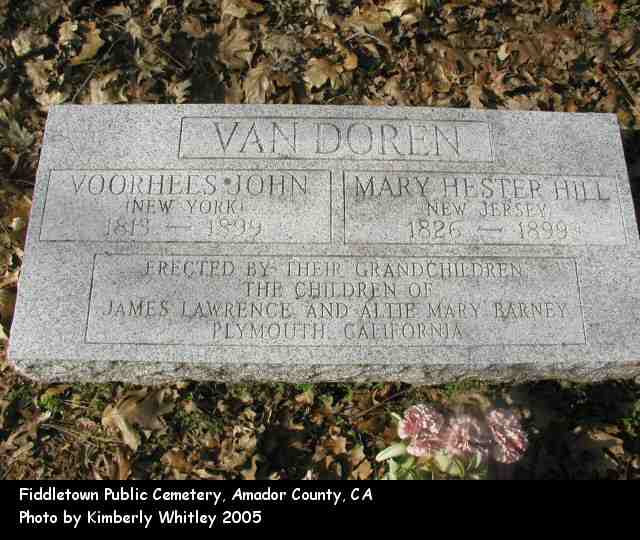 VAN DOREN
VOORHEES JOHN
(NEW YORK)
— 1899
MARY HESTER HILL
(NEW JERSEY)
1826 — 1899
ERECTED BY THEIR GRANDCHILDREN
THE CHILDREN OF
JAMES LAWRENCE AND ALTIE MARY BARNEY
PLYMOUTH, CALIFORNIA
Fiddletown Public Cemetery, Amador County, CA
Photo by Kimberly Whitley 2005